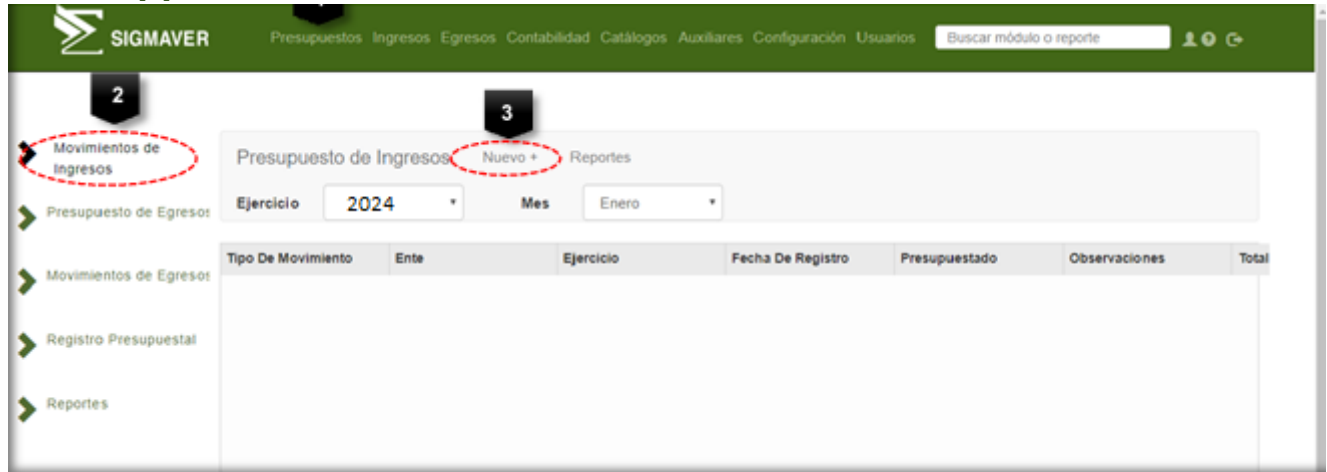 SIGMAVER
Presupuestos Ingresos Egresos Contabilidad Catálogos Auxiliares Configuración Usuarios Buscar módulo o reporte
2
3
Movimientos de
Ingresos
Presupuesto de Ingresos Nuevo + Reportes
Ejercicio 2024 Mes Enero
Presupuesto de Egresos
Tipo De Movimiento Ente Ejercicio Fecha De Registro Presupuestado Observaciones Total
Movimientos de Egresos
Registro Presupuestal
Reportes